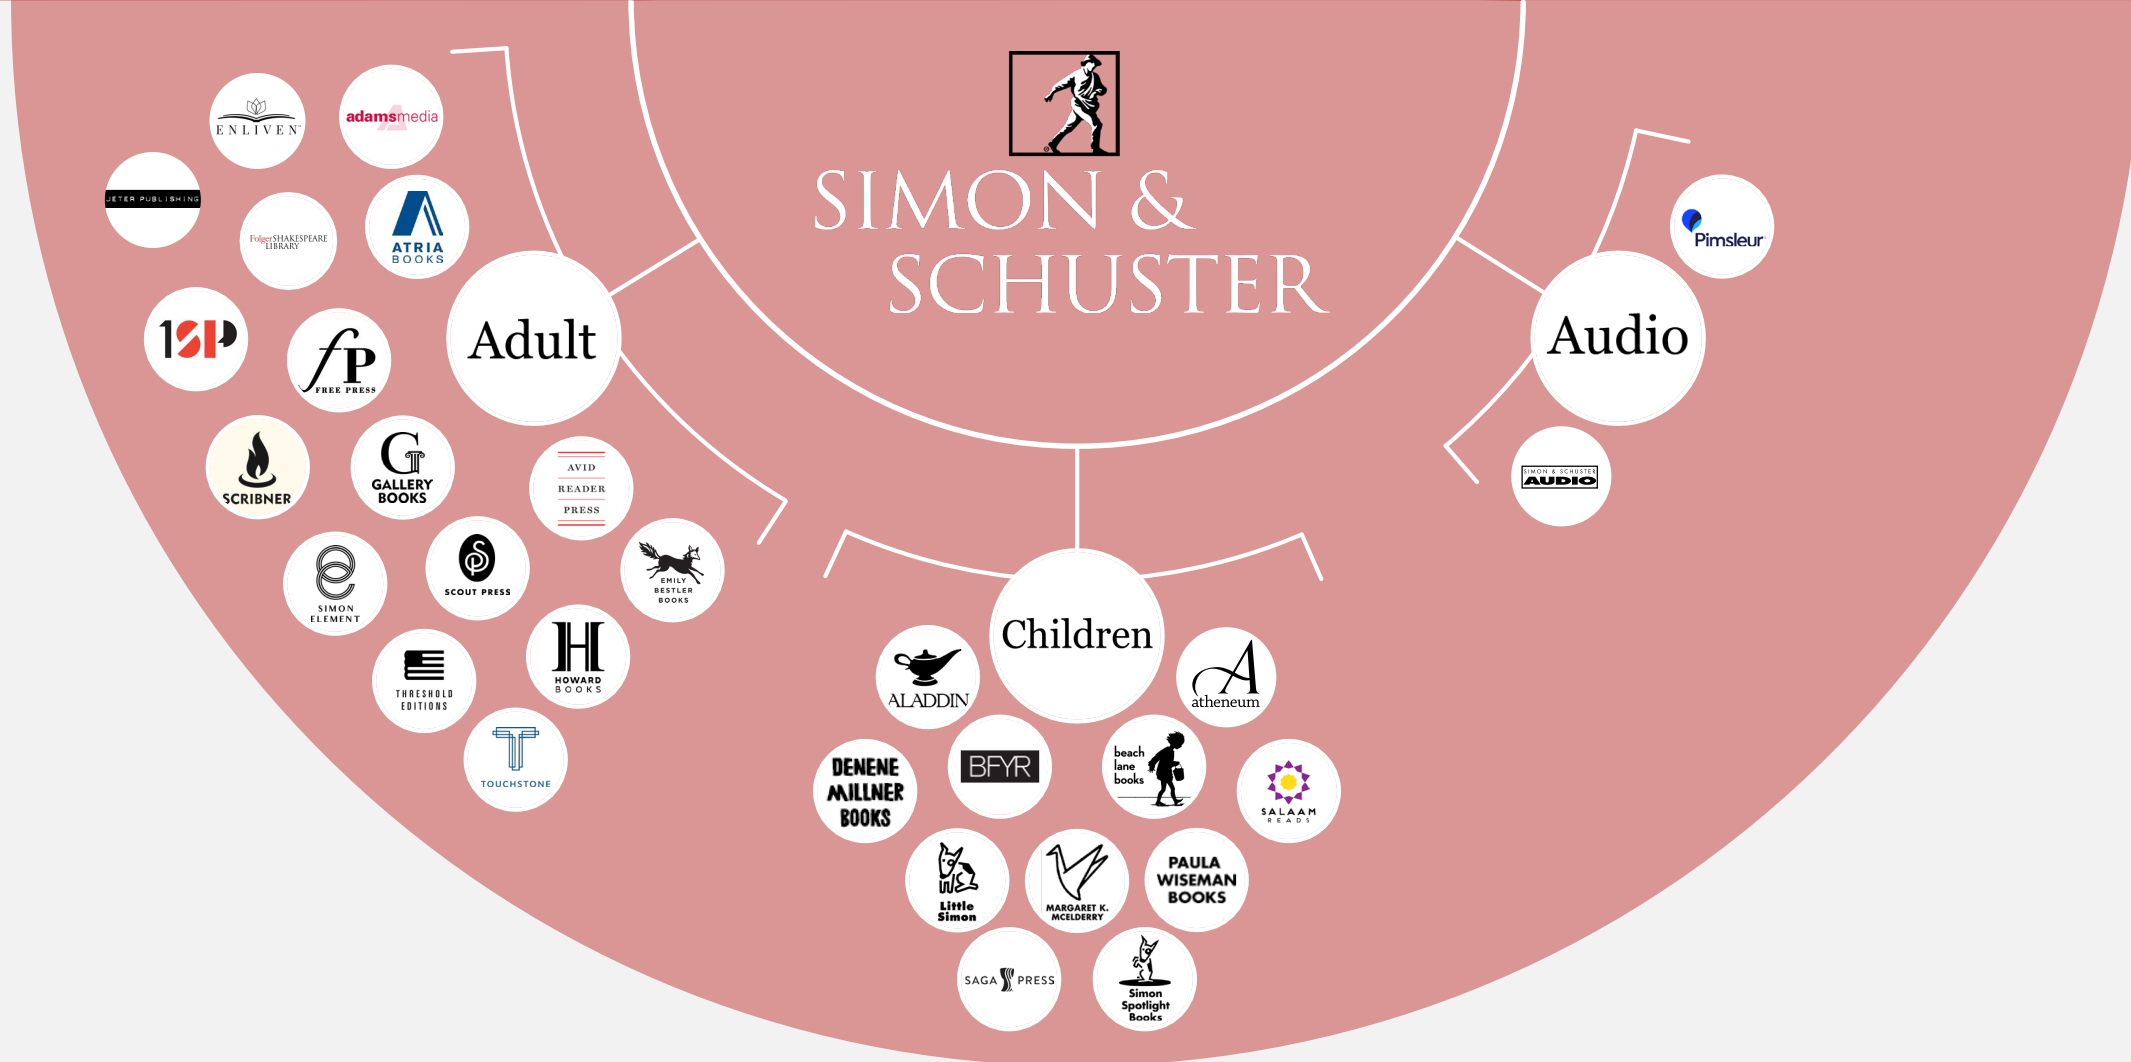 SIMON &
SCHUSTER
Adult
ENLIVEN™
adamsmedia
JETER PUBLISHING
Folger SHAKESPEARE
LIBRARY
ATRIA
BOOKS
1SP
fP
FREE PRESS
SCRIBNER
G
GALLERY
BOOKS
AVID
READER
PRESS
SIMON
ELEMENT
SP
SCOUT PRESS
EMILY
BESTLER
BOOKS
THRESHOLD
EDITIONS
H
HOWARD
BOOKS
T
TOUCHSTONE
Children
ALADDIN
A
atheneum
DENENE
MILLNER
BOOKS
BFYR
beach
lane
books
SALAAM
READS
Little
Simon
MARGARET K.
MCELDERRY
PAULA
WISEMAN
BOOKS
SAGA PRESS
Simon
Spotlight
Books
Audio
Pimsleur
SIMON & SCHUSTER
AUDIO